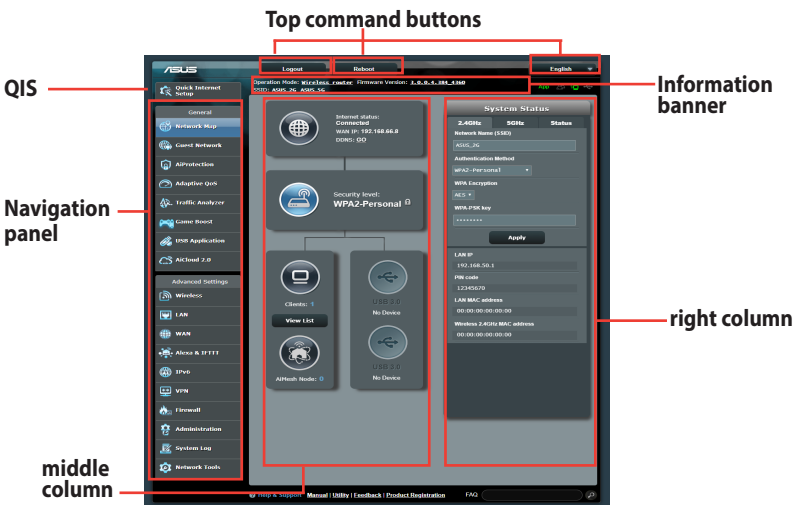 Top command buttons
QIS
Information
banner
Navigation
panel
right column
middle
column
ASUS
Logout
Reboot
English
Quick Internet
Setup
Operation Mode: Wireless router Firmware Version: 3.0.0.4.384_4360
SSID: ASUS_2G ASUS_5G
App
General
Network Map
Guest Network
AiProtection
Adaptive QoS
Traffic Analyzer
Game Boost
USB Application
AiCloud 2.0
Advanced Settings
Wireless
LAN
WAN
Alexa & IFTTT
IPv6
VPN
Firewall
Administration
System Log
Network Tools
Internet status:
Connected
WAN IP: 192.168.66.8
DDNS: GO
Security level:
WPA2-Personal
Clients: 1
View List
AiMesh Node: 0
USB 3.0
No Device
USB 3.0
No Device
System Status
2.4GHz 5GHz Status
Network Name (SSID)
ASUS_2G
Authentication Method
WPA2-Personal
WPA Encryption
AES
WPA-PSK key
••••••••
Apply
LAN IP
192.168.50.1
PIN code
12345670
LAN MAC address
00:00:00:00:00:00
Wireless 2.4GHz MAC address
00:00:00:00:00:00
Help & Support Manual | Utility | Feedback | Product Registration FAQ